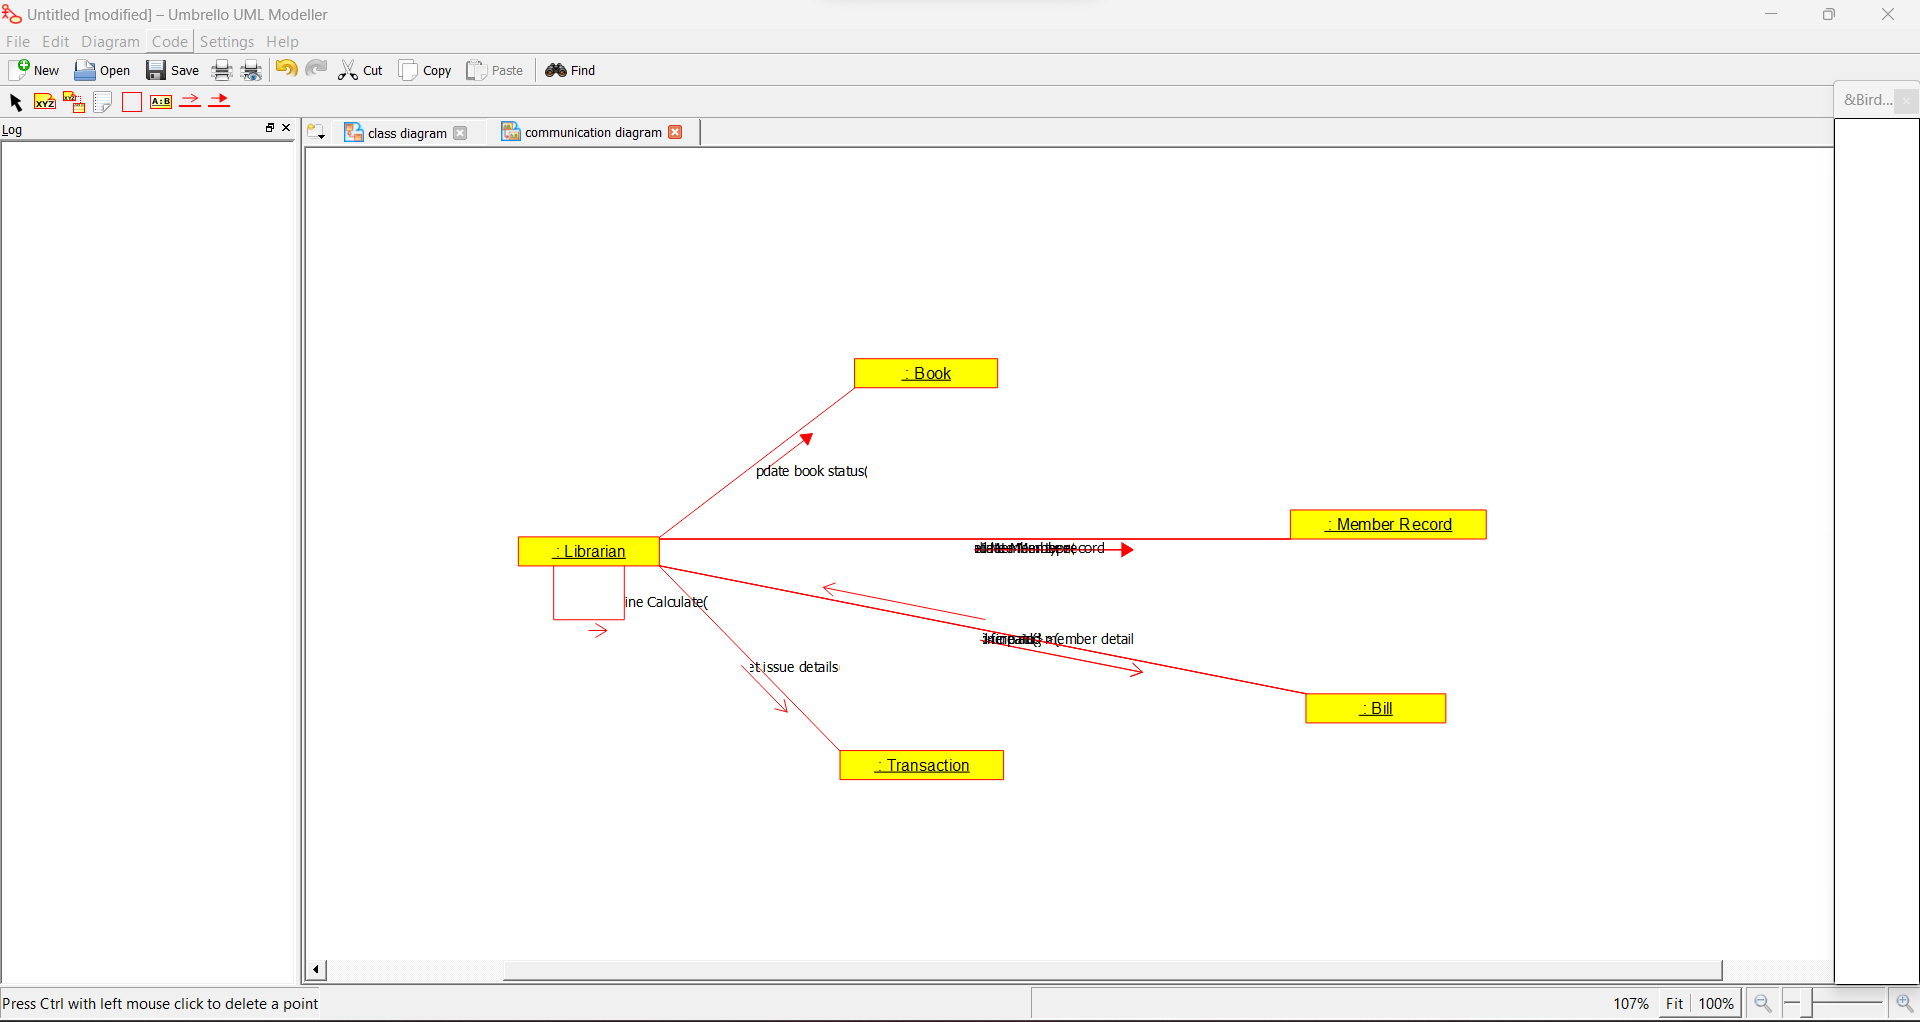 Untitled [modified] – Umbrello UML Modeller
File Edit Diagram Code Settings Help
New Open Save Cut Copy Paste Find
XYZ XYZ A:B
&Bird...
Log
class diagram communication diagram
: Book
pdate book status(
: Member Record
: Librarian
ine Calculate(
member detail
et issue details
: Bill
: Transaction
Press Ctrl with left mouse click to delete a point
107% Fit 100%